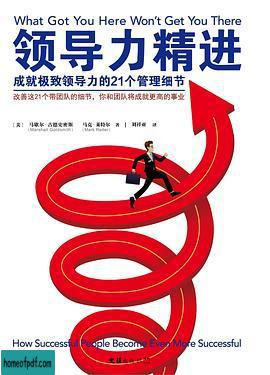 What Got You Here Won't Get You There
领导力精进
成就极致领导力的21个管理细节
改善这21个带团队的细节，你和团队将成就更高的事业
[美] 马歇尔·古德史密斯 马克·莱特尔 著 刘祥亚 译
(Marshall Goldsmith) (Mark Reiter)
How Successful People Become Even More Successful
homeofpdf.com